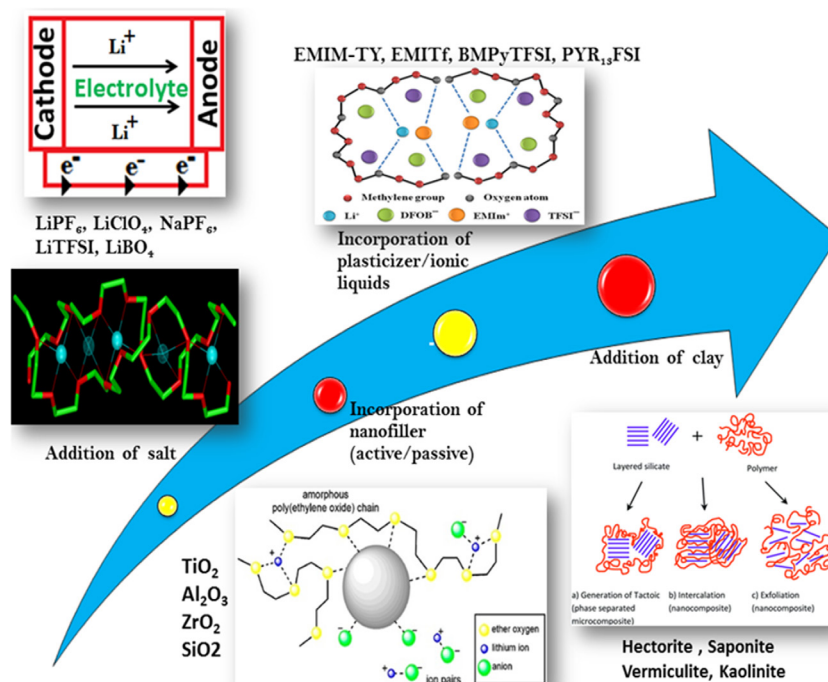 Cathode
Li⁺
Electrolyte
Li⁺
Anode
e⁻ e⁻ e⁻
LiPF₆, LiClO₄, NaPF₆,
LiTFSI, LiBO₄
EMIM-TY, EMITf, BMPyTFSI, PYR₁₃FSI
Methylene group Oxygen atom
Li⁺ DFOB⁻ EMIm⁺ TFSI⁻
Incorporation of
plasticizer/ionic
liquids
Addition of salt
Incorporation of
nanofiller
(active/passive)
Addition of clay
TiO₂
Al₂O₃
ZrO₂
SiO2
amorphous
poly(ethylene oxide) chain
+
+
−
−
−
+
−
+
−
ion pairs
ether oxygen
lithium ion
anion
+
Layered silicate Polymer
a) Generation of Tactoic
(phase separated
microcomposite)
b) Intercalation
(nanocomposite)
c) Exfoliation
(nanocomposite)
Hectorite , Saponite
Vermiculite, Kaolinite